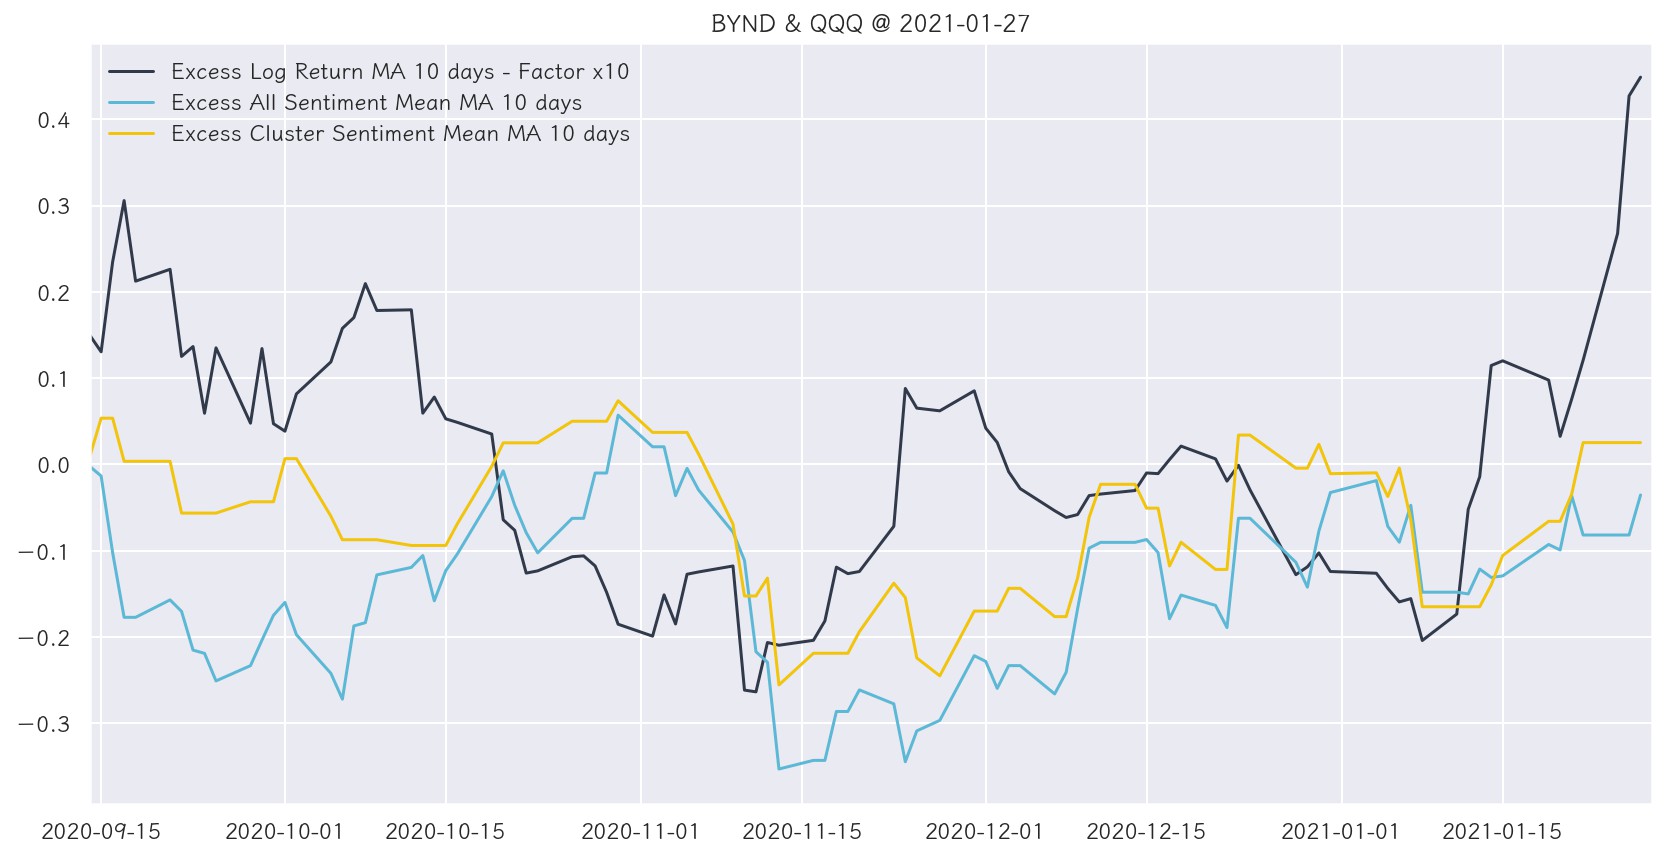 BYND & QQQ @ 2021-01-27
Excess Log Return MA 10 days - Factor x10
Excess All Sentiment Mean MA 10 days
Excess Cluster Sentiment Mean MA 10 days
0.4
0.3
0.2
0.1
0.0
−0.1
−0.2
−0.3
2020-09-15 2020-10-01 2020-10-15 2020-11-01 2020-11-15 2020-12-01 2020-12-15 2021-01-01 2021-01-15